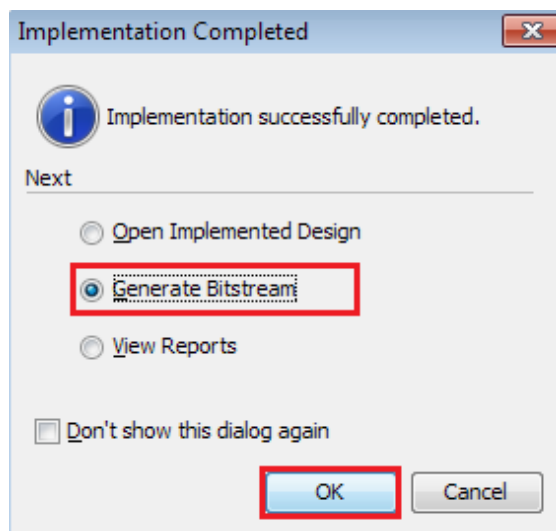 Implementation Completed
Implementation successfully completed.
Next
Open Implemented Design
Generate Bitstream
View Reports
Don't show this dialog again
OK Cancel